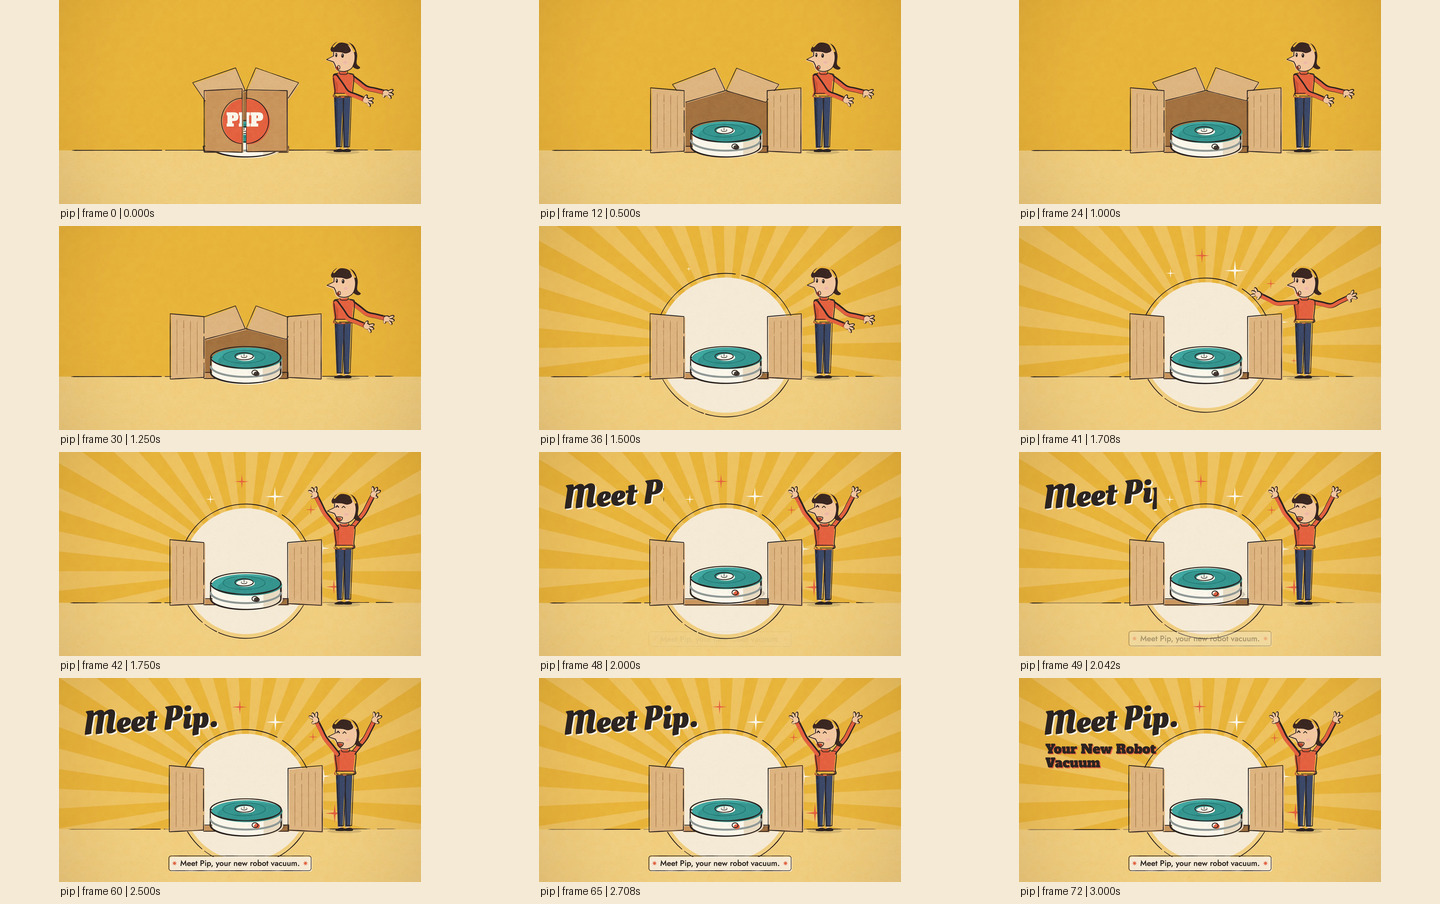 PIP
pip | frame 0 | 0.000s
pip | frame 12 | 0.500s
pip | frame 24 | 1.000s
pip | frame 30 | 1.250s
pip | frame 36 | 1.500s
pip | frame 41 | 1.708s
pip | frame 42 | 1.750s
Meet P
pip | frame 48 | 2.000s
Meet Pi
Meet Pip, your new robot vacuum.
pip | frame 49 | 2.042s
Meet Pip.
Meet Pip, your new robot vacuum.
pip | frame 60 | 2.500s
Meet Pip.
Meet Pip, your new robot vacuum.
pip | frame 65 | 2.708s
Meet Pip.
Your New Robot
Vacuum
Meet Pip, your new robot vacuum.
pip | frame 72 | 3.000s